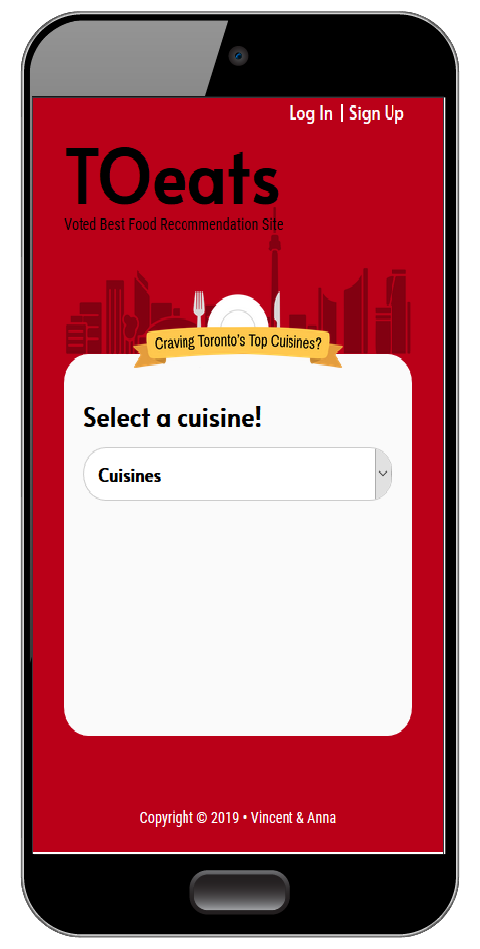 Log In | Sign Up
TOeats
Voted Best Food Recommendation Site
Craving Toronto's Top Cuisines?
Select a cuisine!
Cuisines
Copyright © 2019 • Vincent & Anna